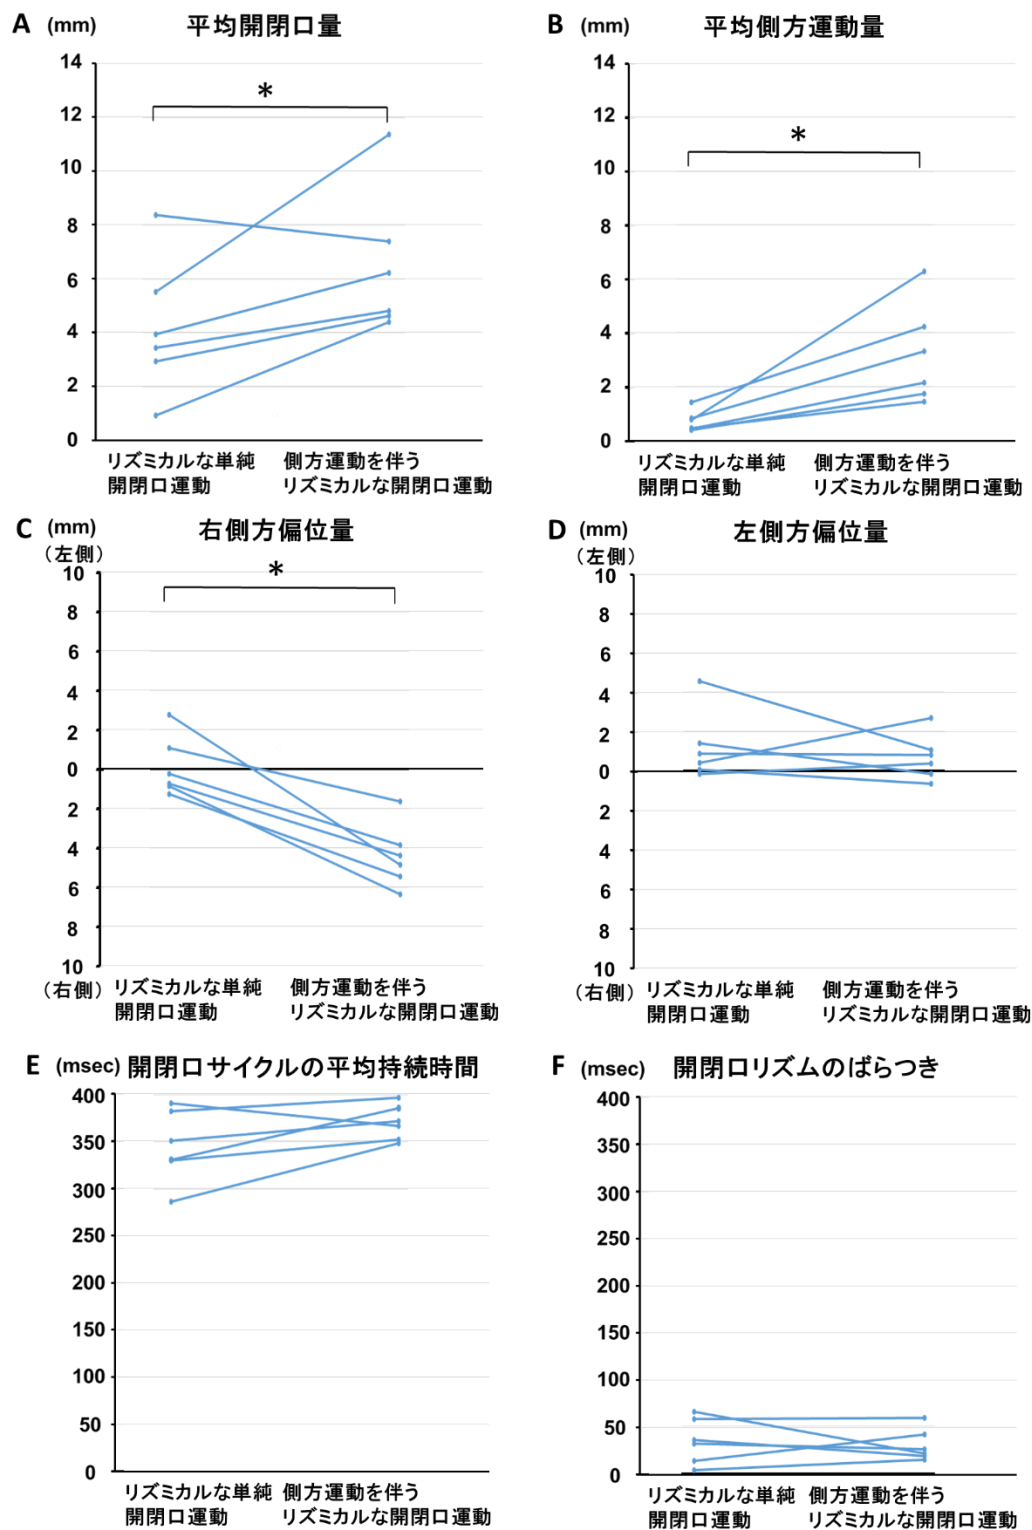 A (mm) 平均開閉口量
14
12
10
8
6
4
2
0
*
リズミカルな単純 側方運動を伴う
開閉口運動 リズミカルな開閉口運動
B (mm) 平均側方運動量
14
12
10
8
6
4
2
0
*
リズミカルな単純 側方運動を伴う
開閉口運動 リズミカルな開閉口運動
C (mm) 右側方偏位量
(左側)
10
8
6
4
2
0
2
4
6
8
10
(右側)
*
リズミカルな単純 側方運動を伴う
開閉口運動 リズミカルな開閉口運動
D (mm) 左側方偏位量
(左側)
10
8
6
4
2
0
2
4
6
8
10
(右側)
リズミカルな単純 側方運動を伴う
開閉口運動 リズミカルな開閉口運動
E (msec) 開閉口サイクルの平均持続時間
400
350
300
250
200
150
100
50
0
リズミカルな単純 側方運動を伴う
開閉口運動 リズミカルな開閉口運動
F (msec) 開閉口リズムのばらつき
400
350
300
250
200
150
100
50
0
リズミカルな単純 側方運動を伴う
開閉口運動 リズミカルな開閉口運動